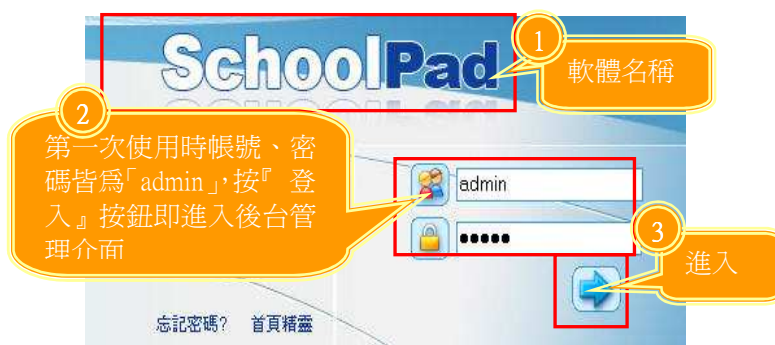 SchoolPad
1
軟體名稱
2
第一次使用時帳號、密
碼皆為「admin」,按『 登
入』按鈕即進入後台管
理介面
admin
●●●●●
3
進入
忘記密碼? 首頁精靈